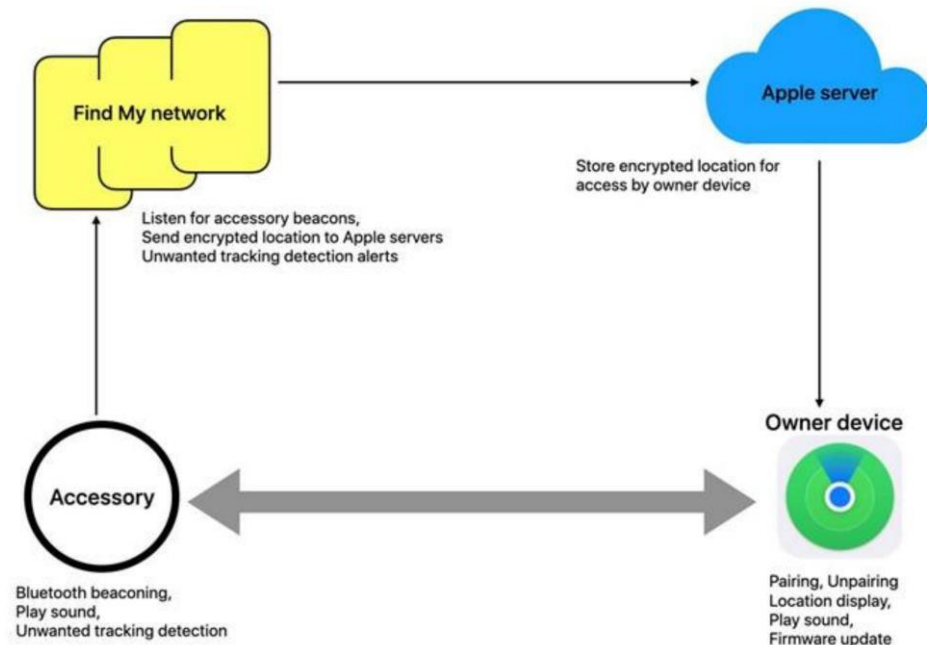 Find My network
Apple server
Store encrypted location for
access by owner device
Listen for accessory beacons,
Send encrypted location to Apple servers
Unwanted tracking detection alerts
Owner device
Accessory
Bluetooth beaconing,
Play sound,
Unwanted tracking detection
Pairing, Unpairing
Location display,
Play sound,
Firmware update